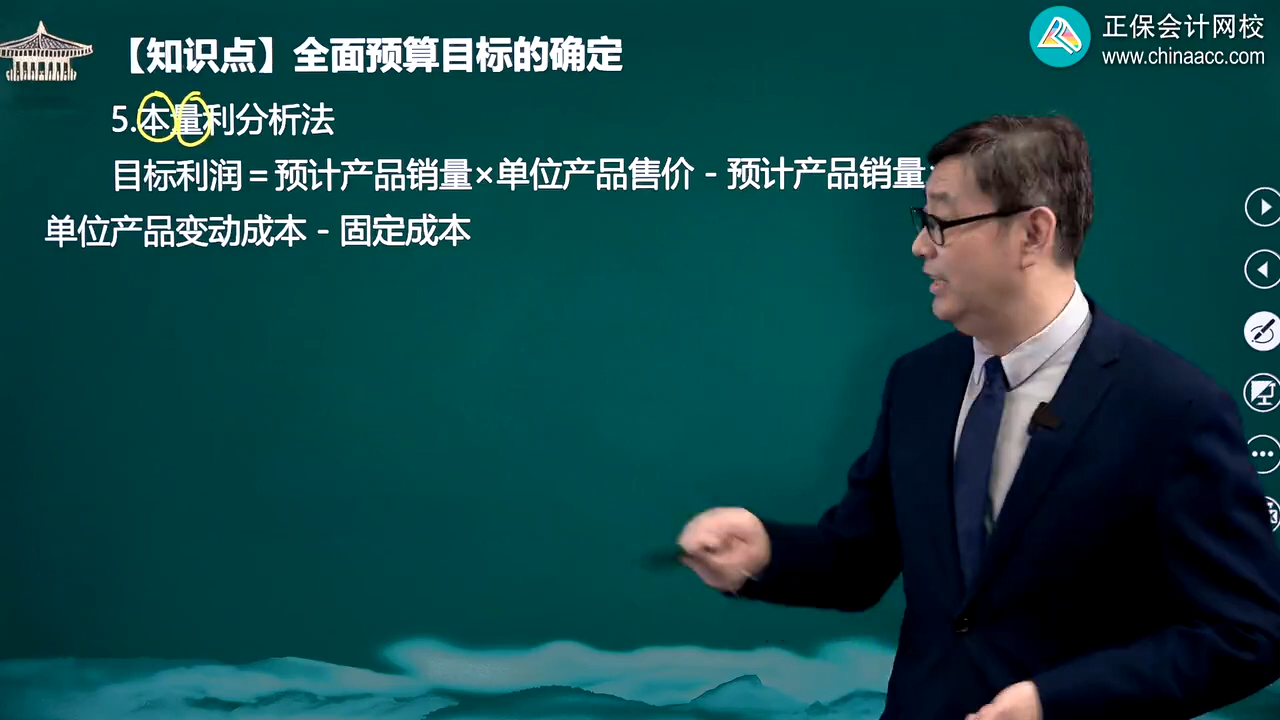 正保会计网校
www.chinaacc.com
【知识点】全面预算目标的确定
5.本量利分析法
目标利润＝预计产品销量×单位产品售价－预计产品销量
单位产品变动成本－固定成本